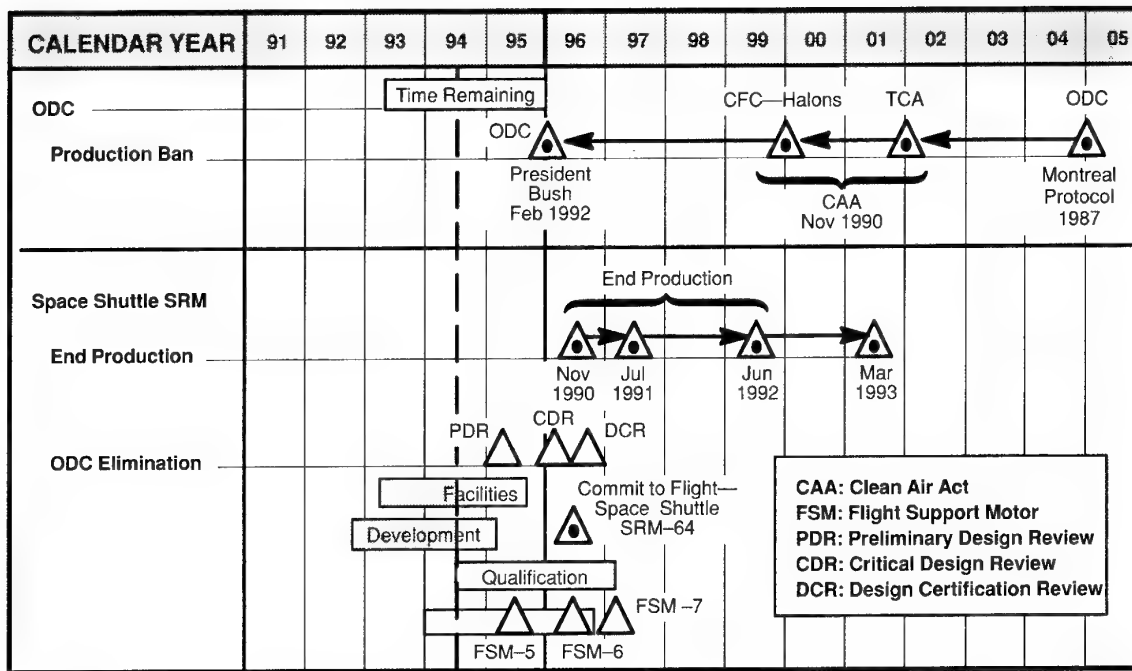 CALENDAR YEAR 91 92 93 94 95 96 97 98 99 00 01 02 03 04 05
Time Remaining
ODC
CFC—Halons TCA ODC
ODC
Production Ban
President
Bush
Feb 1992
CAA
Nov 1990
Montreal
Protocol
1987
End Production
Space Shuttle SRM
End Production
Nov
1990
Jul
1991
Jun
1992
Mar
1993
PDR CDR DCR
ODC Elimination
Facilities
Commit to Flight—
Space Shuttle
SRM–64
Development
Qualification
FSM –7
FSM–5 FSM–6
CAA: Clean Air Act
FSM: Flight Support Motor
PDR: Preliminary Design Review
CDR: Critical Design Review
DCR: Design Certification Review